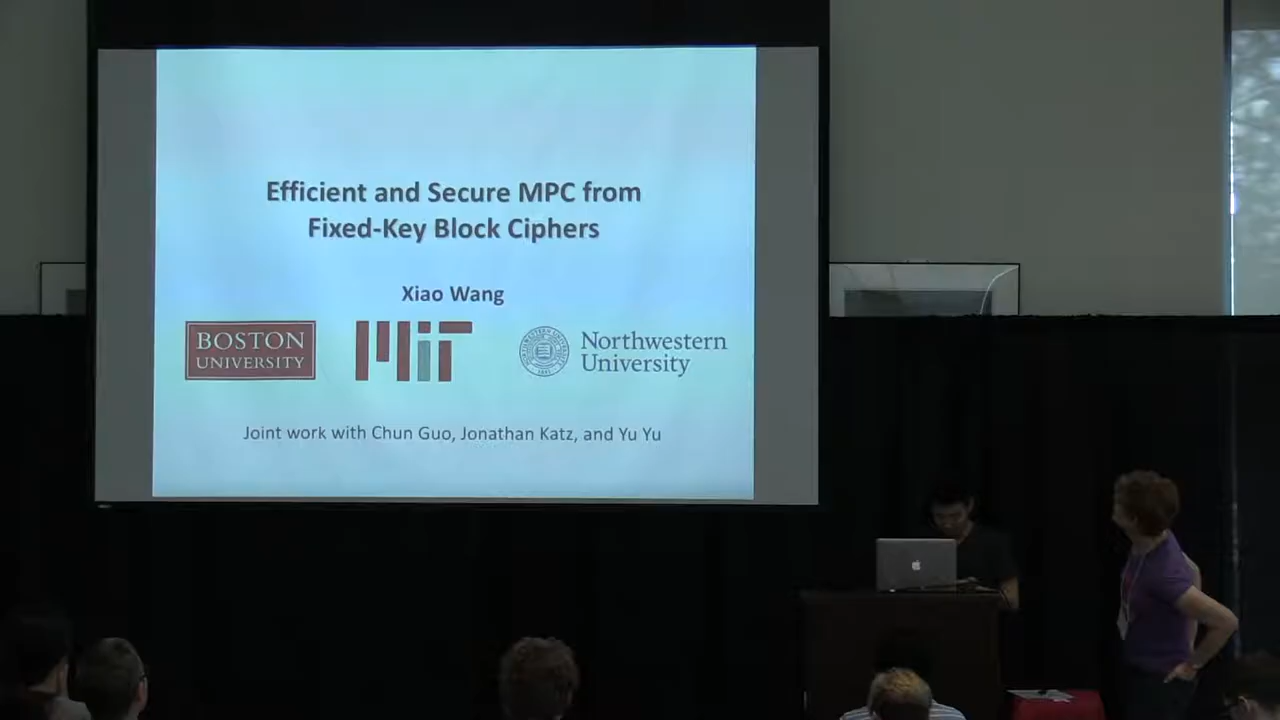 Efficient and Secure MPC from
Fixed-Key Block Ciphers
Xiao Wang
BOSTON
UNIVERSITY
MIT
Northwestern
University
Joint work with Chun Guo, Jonathan Katz, and Yu Yu